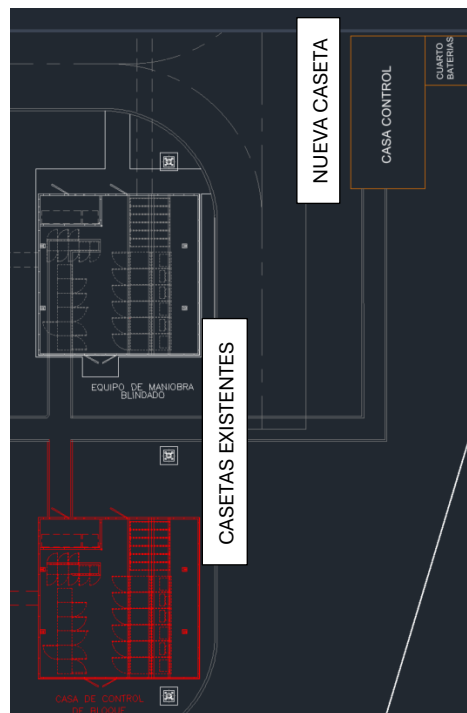 NUEVA CASETA
CASA CONTROL
CUARTO
BATERIAS
EQUIPO DE MANIOBRA
BLINDADO
CASETAS EXISTENTES
CASA DE CONTROL
DE BLOQUE